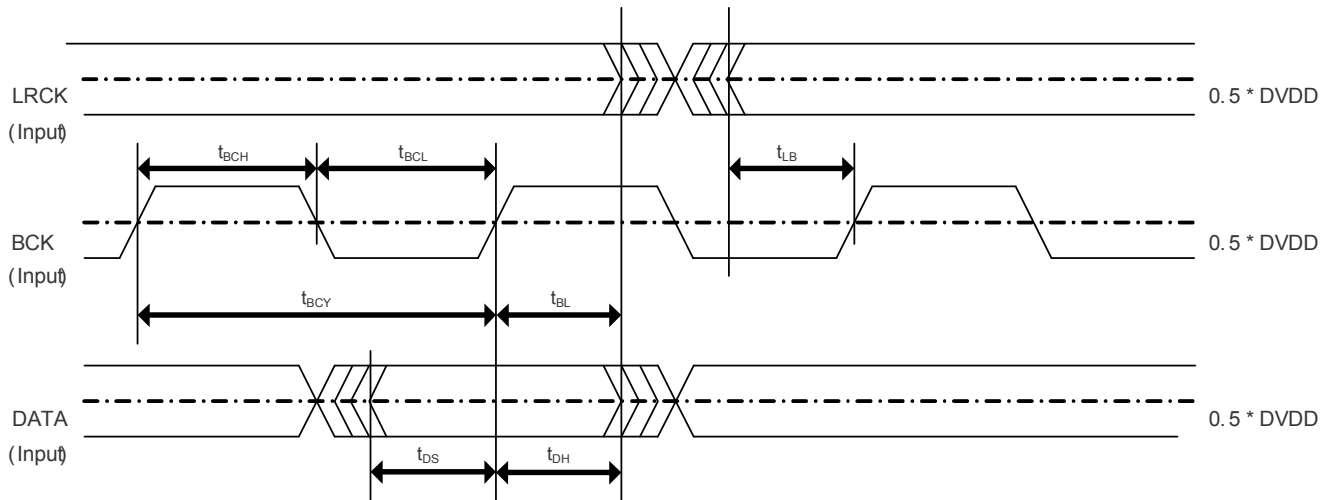 LRCK
(Input)
0.5 * DVDD
tBCH
tBCL
tLB
BCK
(Input)
0.5 * DVDD
tBCY
tBL
DATA
(Input)
0.5 * DVDD
tDS
tDH